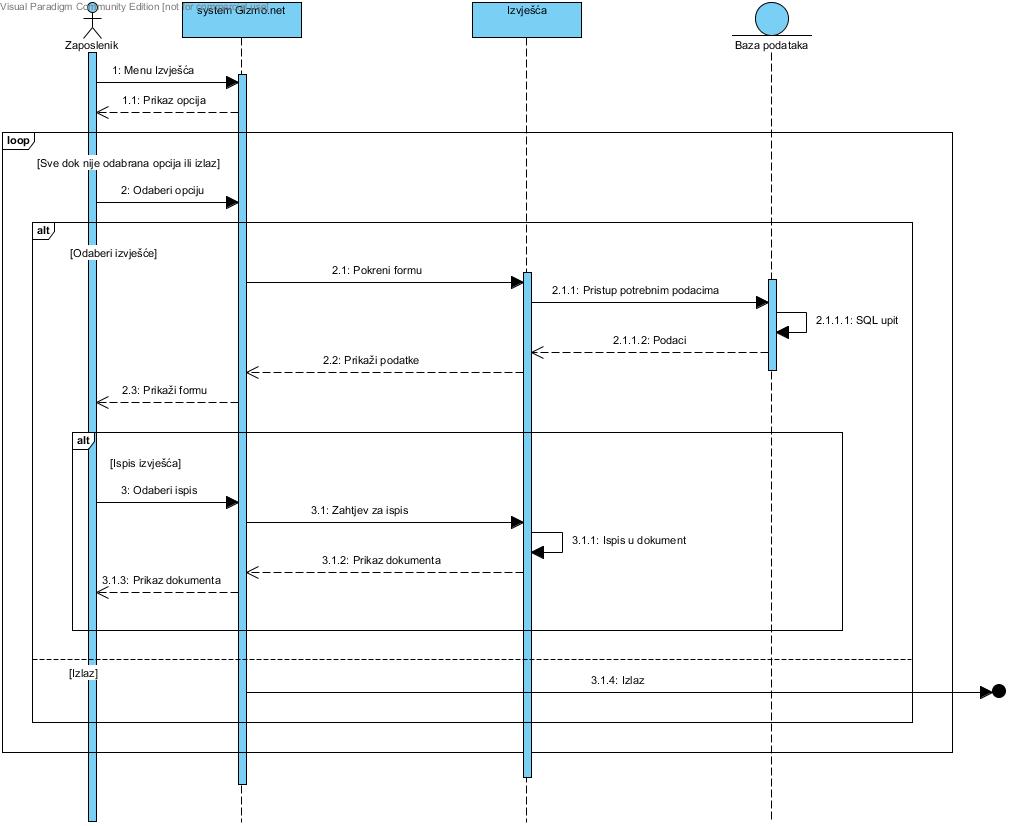 Visual Paradigm Community Edition [not for commercial use]
system Gizmo.net
Izvješća
Zaposlenik
Baza podataka
1: Menu Izvješća
1.1: Prikaz opcija
loop
[Sve dok nije odabrana opcija ili izlaz]
2: Odaberi opciju
alt
[Odaberi izvješće]
2.1: Pokreni formu
2.1.1: Pristup potrebnim podacima
2.1.1.1: SQL upit
2.1.1.2: Podaci
2.2: Prikaži podatke
2.3: Prikaži formu
alt
[Ispis izvješća]
3: Odaberi ispis
3.1: Zahtjev za ispis
3.1.1: Ispis u dokument
3.1.2: Prikaz dokumenta
3.1.3: Prikaz dokumenta
[Izlaz]
3.1.4: Izlaz